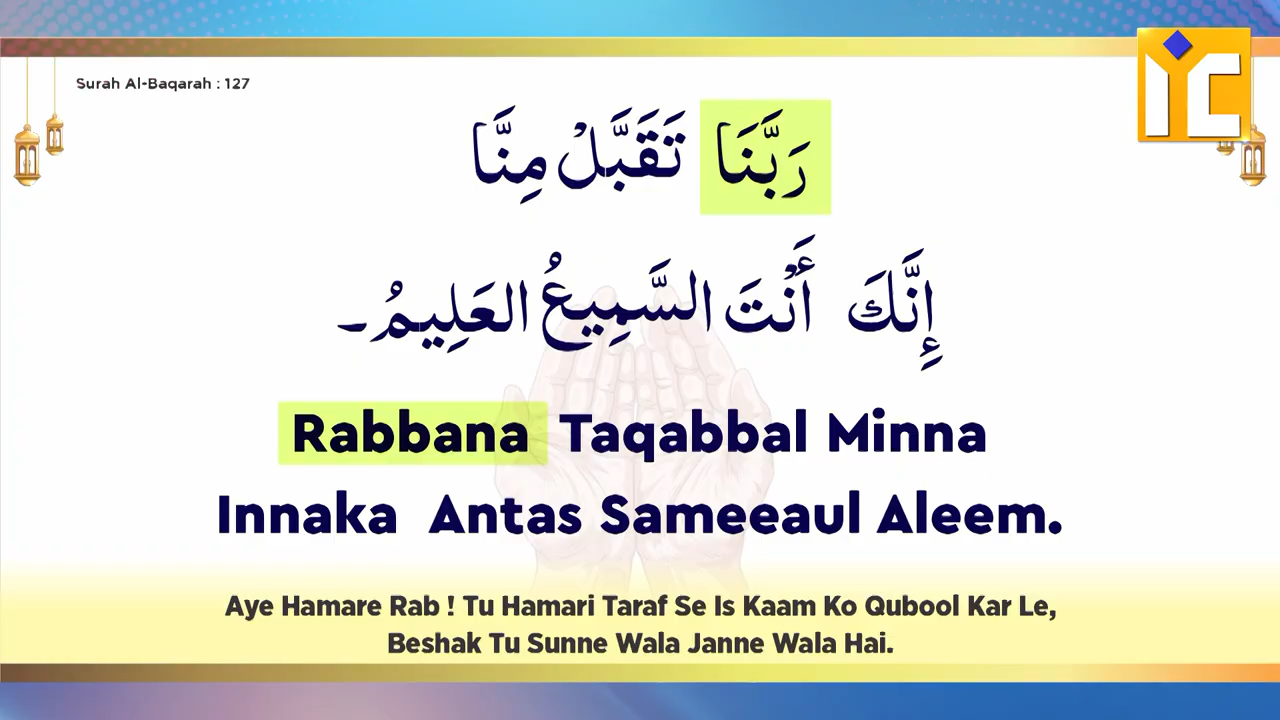 Surah Al-Baqarah : 127
رَبَّنَا تَقَبَّلْ مِنَّا
إِنَّكَ أَنْتَ السَّمِيعُ العَلِيمُ۔
Rabbana Taqabbal Minna
Innaka Antas Sameeaul Aleem.
Aye Hamare Rab ! Tu Hamari Taraf Se Is Kaam Ko Qubool Kar Le,
Beshak Tu Sunne Wala Janne Wala Hai.